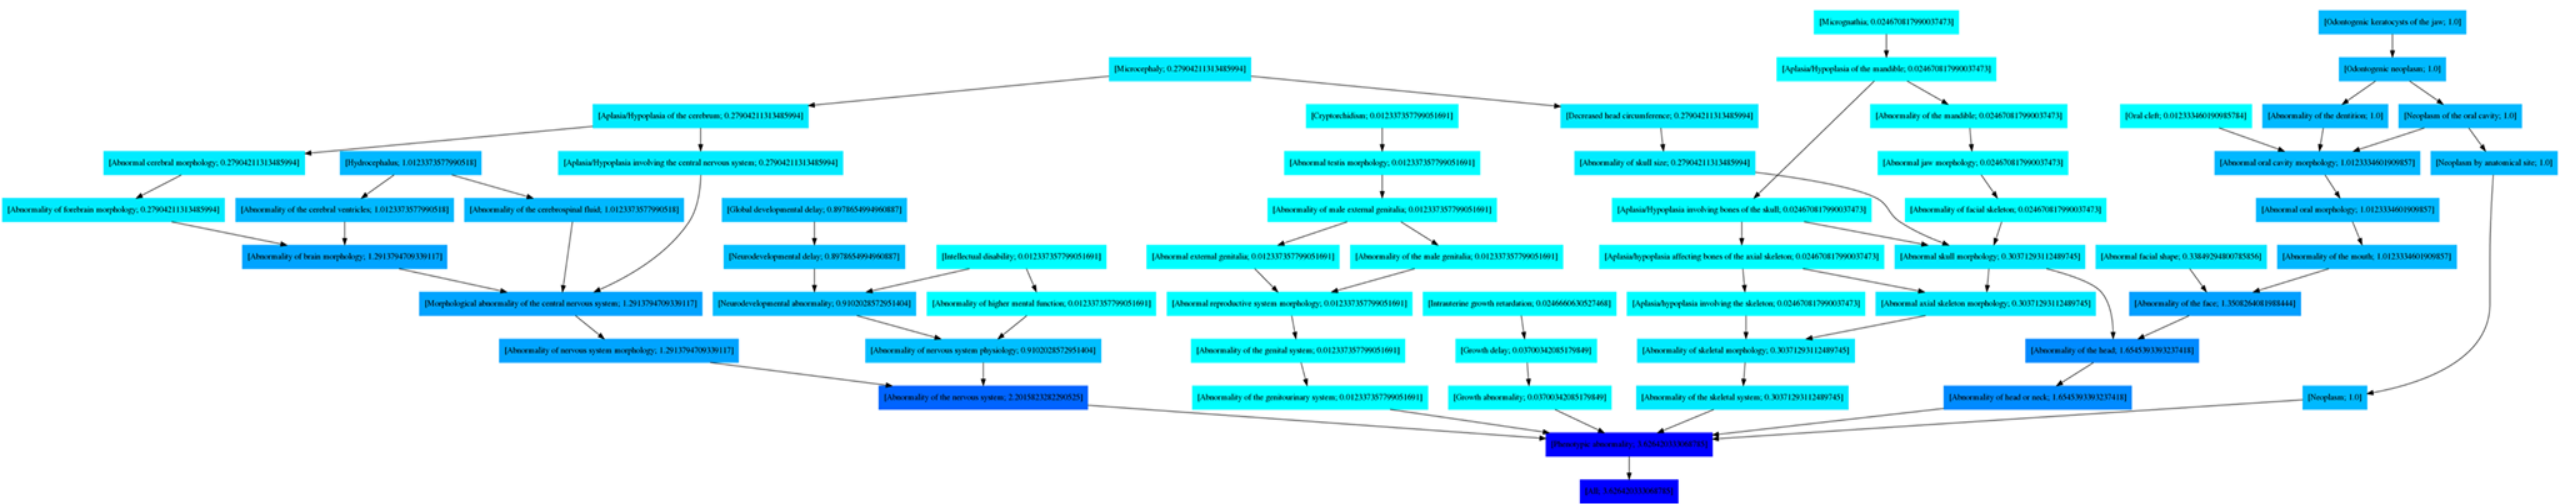 [Micrognathia; 0.024670817990037473]
[Odontogenic keratocysts of the jaw; 1.0]
[Microcephaly; 0.27904211313485994]
[Aplasia/Hypoplasia of the mandible; 0.024670817990037473]
[Odontogenic neoplasm; 1.0]
[Aplasia/Hypoplasia of the cerebrum; 0.27904211313485994]
[Cryptorchidism; 0.012337357799051691]
[Decreased head circumference; 0.27904211313485994]
[Abnormality of the mandible; 0.024670817990037473]
[Oral cleft; 0.012333460190985784]
[Abnormality of the dentition; 1.0]
[Neoplasm of the oral cavity; 1.0]
[Abnormal cerebral morphology; 0.27904211313485994]
[Hydrocephalus; 1.0123373577990518]
[Aplasia/Hypoplasia involving the central nervous system; 0.27904211313485994]
[Abnormal testis morphology; 0.012337357799051691]
[Abnormality of skull size; 0.27904211313485994]
[Abnormal jaw morphology; 0.024670817990037473]
[Abnormal oral cavity morphology; 1.0123334601909857]
[Neoplasm by anatomical site; 1.0]
[Abnormality of forebrain morphology; 0.27904211313485994]
[Abnormality of the cerebral ventricles; 1.0123373577990518]
[Abnormality of the cerebrospinal fluid; 1.0123373577990518]
[Global developmental delay; 0.8978654994960887]
[Abnormality of male external genitalia; 0.012337357799051691]
[Aplasia/Hypoplasia involving bones of the skull; 0.024670817990037473]
[Abnormality of facial skeleton; 0.024670817990037473]
[Abnormal oral morphology; 1.0123334601909857]
[Abnormality of brain morphology; 1.2913794709339117]
[Neurodevelopmental delay; 0.8978654994960887]
[Intellectual disability; 0.012337357799051691]
[Abnormal external genitalia; 0.012337357799051691]
[Abnormality of the male genitalia; 0.012337357799051691]
[Aplasia/hypoplasia affecting bones of the axial skeleton; 0.024670817990037473]
[Abnormal skull morphology; 0.30371293112489745]
[Abnormal facial shape; 0.33849294800785856]
[Abnormality of the mouth; 1.0123334601909857]
[Morphological abnormality of the central nervous system; 1.2913794709339117]
[Neurodevelopmental abnormality; 0.9102028572951404]
[Abnormality of higher mental function; 0.012337357799051691]
[Abnormal reproductive system morphology; 0.012337357799051691]
[Intrauterine growth retardation; 0.0246660630527468]
[Aplasia/hypoplasia involving the skeleton; 0.024670817990037473]
[Abnormal axial skeleton morphology; 0.30371293112489745]
[Abnormality of the face; 1.3508264081988444]
[Abnormality of nervous system morphology; 1.2913794709339117]
[Abnormality of nervous system physiology; 0.9102028572951404]
[Abnormality of the genital system; 0.012337357799051691]
[Growth delay; 0.03700342085179849]
[Abnormality of skeletal morphology; 0.30371293112489745]
[Abnormality of the head; 1.6545393393237418]
[Abnormality of the nervous system; 2.2015823282290525]
[Abnormality of the genitourinary system; 0.012337357799051691]
[Growth abnormality; 0.03700342085179849]
[Abnormality of the skeletal system; 0.30371293112489745]
[Abnormality of head or neck; 1.6545393393237418]
[Neoplasm; 1.0]
[Phenotypic abnormality;
[All;